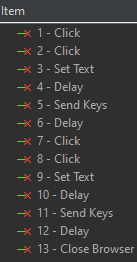 Item
1 - Click
2 - Click
3 - Set Text
4 - Delay
5 - Send Keys
6 - Delay
7 - Click
8 - Click
9 - Set Text
10 - Delay
11 - Send Keys
12 - Delay
13 - Close Browser